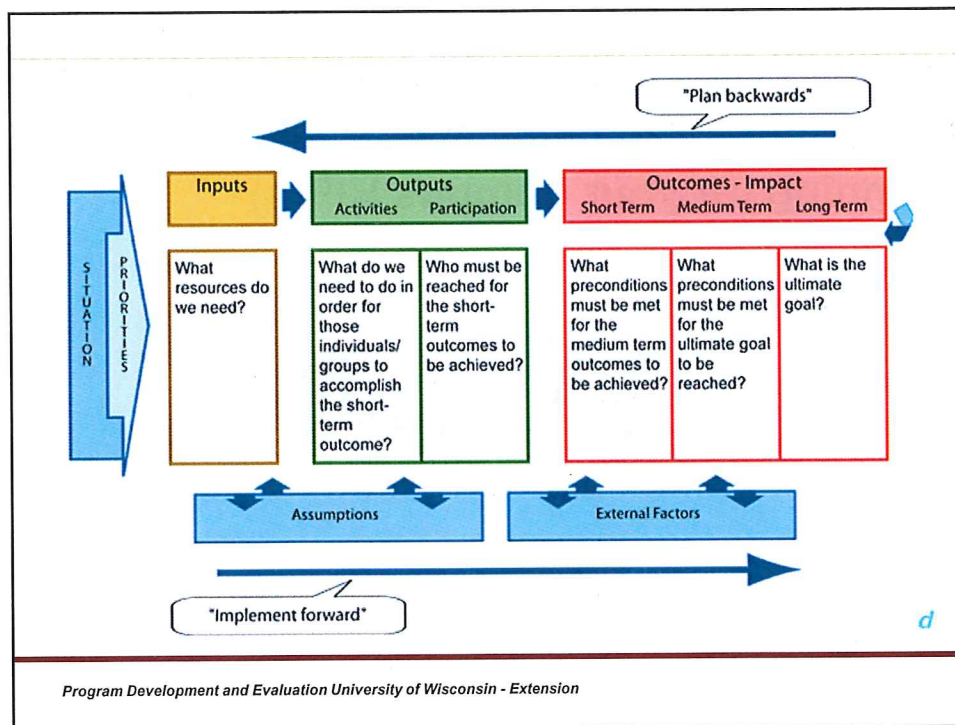 "Plan backwards"
Inputs
Outputs
Activities Participation
Outcomes - Impact
Short Term Medium Term Long Term
SITUATION
PRIORITIES
What
resources do
we need?
What do we
need to do in
order for
those
individuals/
groups to
accomplish
the short-
term
outcome?
Who must be
reached for
the short-
term
outcomes to
be achieved?
What
preconditions
must be met
for the
medium term
outcomes to
be achieved?
What
preconditions
must be met
for the
ultimate goal
to be
reached?
What is the
ultimate
goal?
Assumptions
External Factors
"Implement forward"
d
Program Development and Evaluation University of Wisconsin - Extension